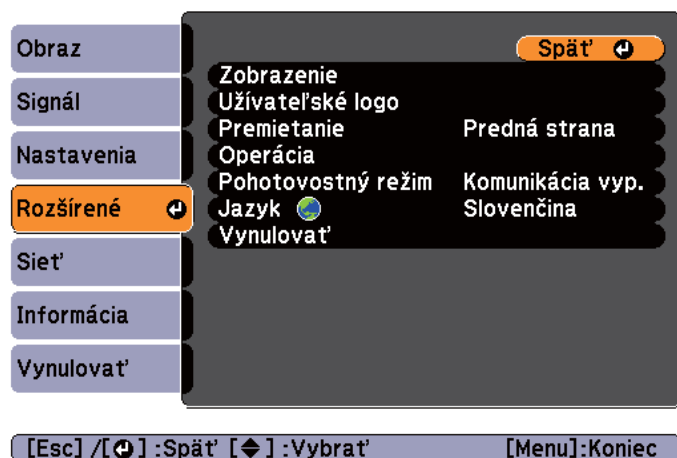 Obraz
Signál
Nastavenia
Rozšírené
Sieť
Informácia
Vynulovať
Späť
Zobrazenie
Užívateľské logo
Premietanie Predná strana
Operácia
Pohotovostný režim Komunikácia vyp.
Jazyk Slovenčina
Vynulovať
[Esc] /[ ] :Späť [ ] :Vybrať [Menu]:Koniec